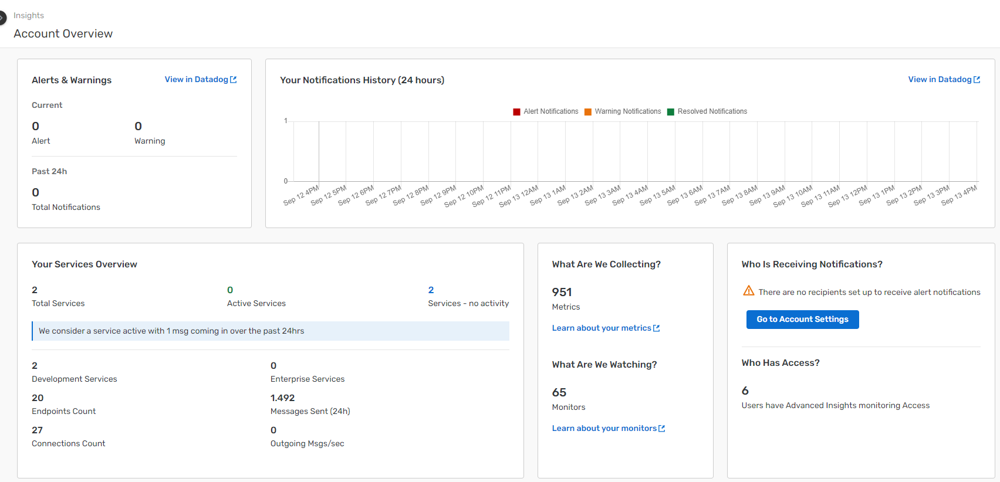 Insights
Account Overview
Alerts & Warnings
View in Datadog
Current
0
Alert
0
Warning
Past 24h
0
Total Notifications
Your Notifications History (24 hours)
View in Datadog
Alert Notifications
Warning Notifications
Resolved Notifications
1
0
Sep 12 4PM
Sep 12 5PM
Sep 12 6PM
Sep 12 7PM
Sep 12 8PM
Sep 12 9PM
Sep 12 10PM
Sep 12 11PM
Sep 13 12AM
Sep 13 1AM
Sep 13 2AM
Sep 13 3AM
Sep 13 4AM
Sep 13 5AM
Sep 13 6AM
Sep 13 7AM
Sep 13 8AM
Sep 13 9AM
Sep 13 10AM
Sep 13 11AM
Sep 13 12PM
Sep 13 1PM
Sep 13 2PM
Sep 13 3PM
Sep 13 4PM
Your Services Overview
2
Total Services
0
Active Services
2
Services - no activity
We consider a service active with 1 msg coming in over the past 24hrs
2
Development Services
0
Enterprise Services
20
Endpoints Count
1.492
Messages Sent (24h)
27
Connections Count
0
Outgoing Msgs/sec
What Are We Collecting?
951
Metrics
Learn about your metrics
What Are We Watching?
65
Monitors
Learn about your monitors
Who Is Receiving Notifications?
There are no recipients set up to receive alert notifications
Go to Account Settings
Who Has Access?
6
Users have Advanced Insights monitoring Access